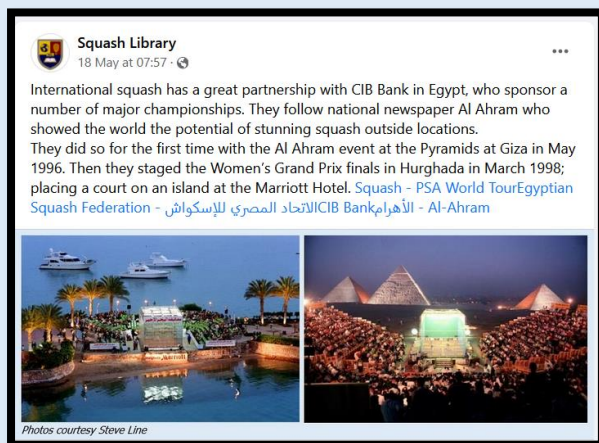 Squash Library
18 May at 07:57 ·
International squash has a great partnership with CIB Bank in Egypt, who sponsor a
number of major championships. They follow national newspaper Al Ahram who
showed the world the potential of stunning squash outside locations.
They did so for the first time with the Al Ahram event at the Pyramids at Giza in May
1996. Then they staged the Women's Grand Prix finals in Hurghada in March 1998;
placing a court on an island at the Marriott Hotel. Squash - PSA World TourEgyptian
Squash Federation - الاتحاد المصري للإسكواشCIB Bankالأهرام - Al-Ahram
Marriott
Photos courtesy Steve Line